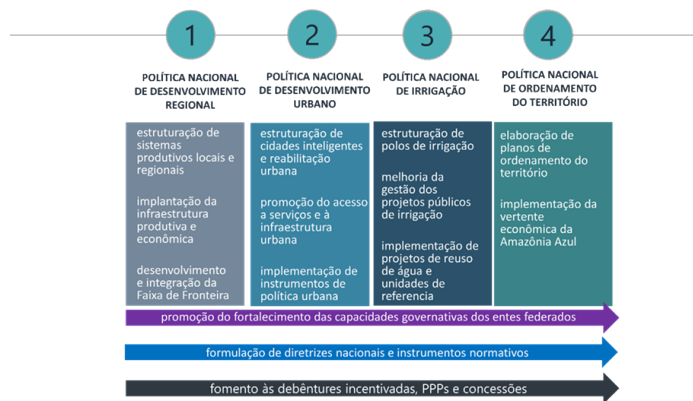 1
POLÍTICA NACIONAL
DE DESENVOLVIMENTO
REGIONAL
estruturação de
sistemas
produtivos locais e
regionais
implantação da
infraestrutura
produtiva e
econômica
desenvolvimento
e integração da
Faixa de Fronteira
2
POLÍTICA NACIONAL
DE DESENVOLVIMENTO
URBANO
estruturação de
cidades inteligentes
e reabilitação
urbana
promoção do acesso
a serviços e à
infraestrutura
urbana
implementação de
instrumentos de
política urbana
3
POLÍTICA NACIONAL
DE IRRIGAÇÃO
estruturação de
polos de irrigação
melhoria da
gestão dos
projetos públicos
de irrigação
implementação de
projetos de reuso
de água e
unidades de
referencia
4
POLÍTICA NACIONAL
DE ORDENAMENTO
DO TERRITÓRIO
elaboração de
planos de
ordenamento do
território
implementação da
vertente
econômica da
Amazônia Azul
promoção do fortalecimento das capacidades governativas dos entes federados
formulação de diretrizes nacionais e instrumentos normativos
fomento às debêntures incentivadas, PPPs e concessões